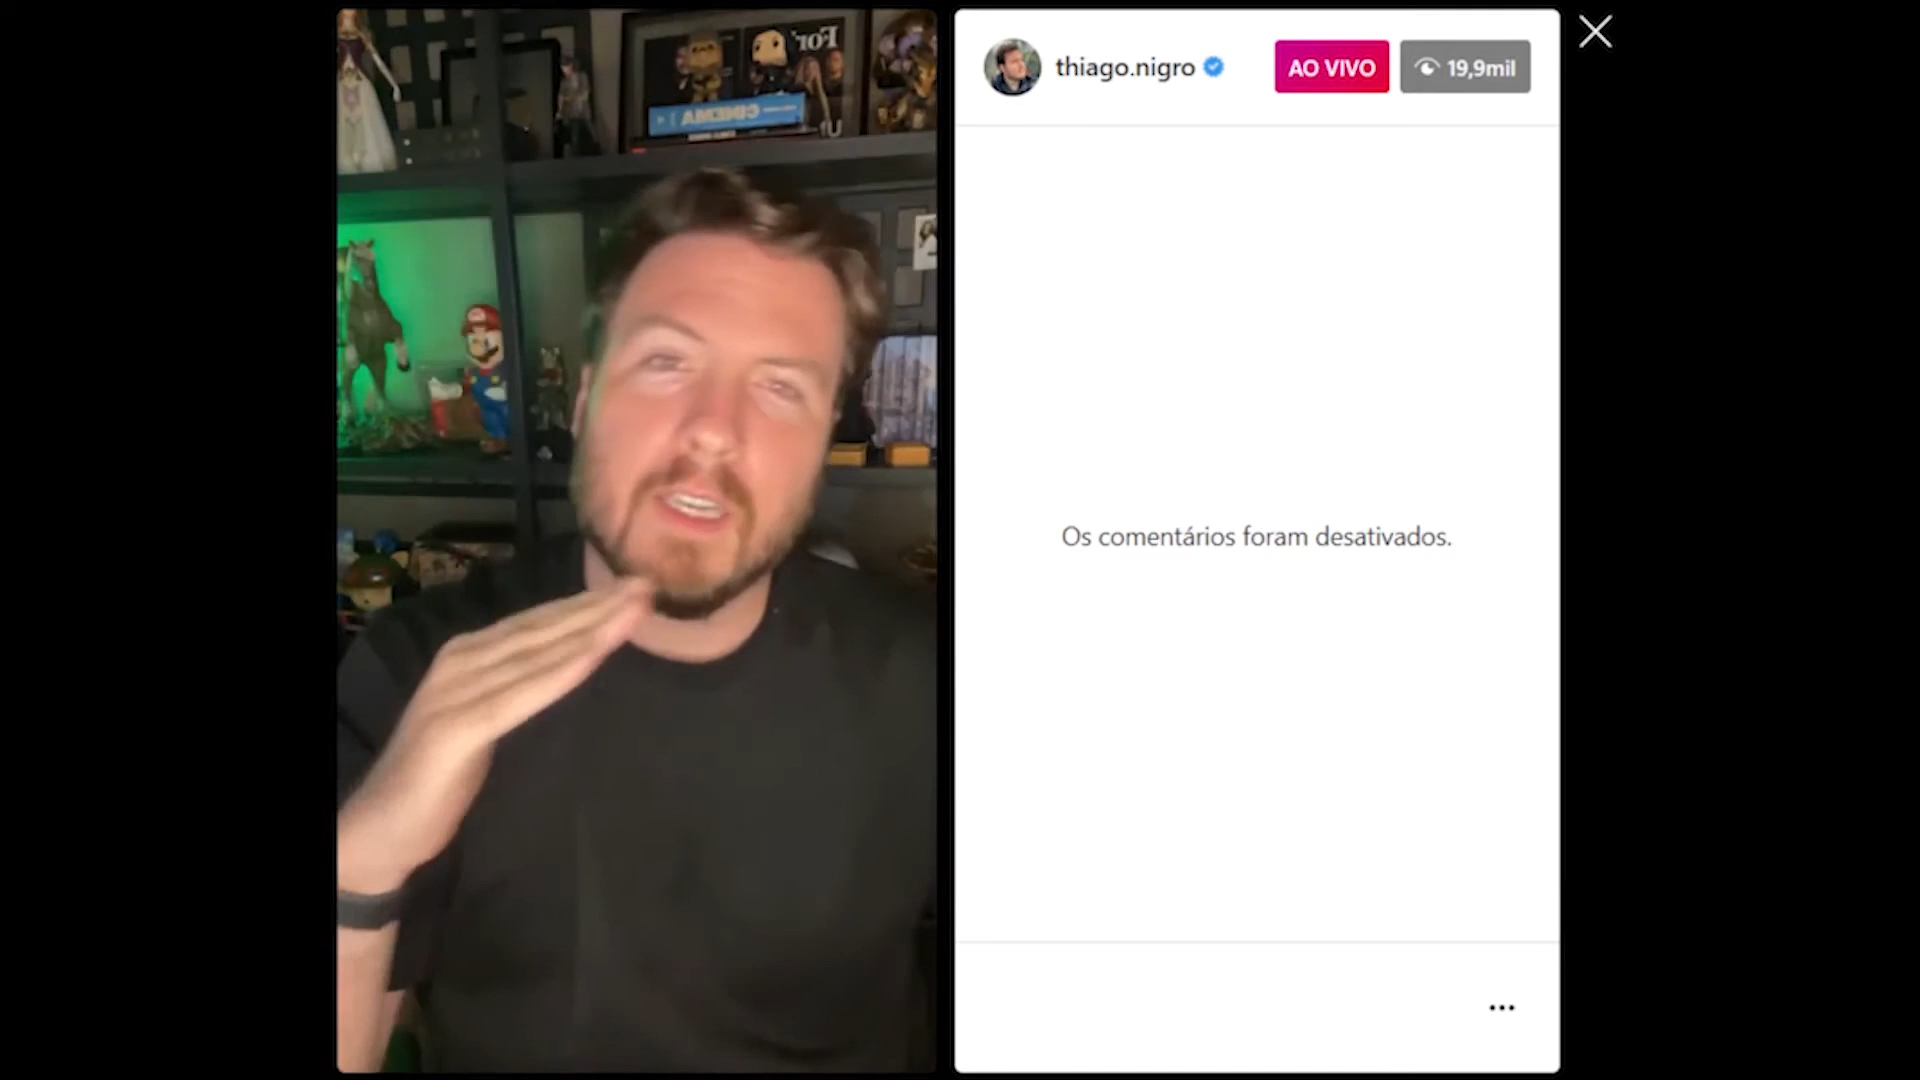 thiago.nigro
AO VIVO
19,9mil
Os comentários foram desativados.
CINEMA